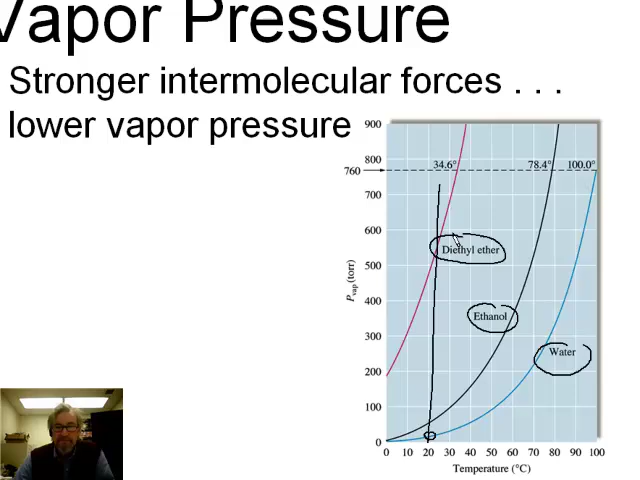 Vapor Pressure
Stronger intermolecular forces . . .
lower vapor pressure
900
800
760
700
600
500
400
300
200
100
0
34.6°
78.4°
100.0°
Diethyl ether
Ethanol
Water
Pvap (torr)
0 10 20 30 40 50 60 70 80 90 100
Temperature (°C)